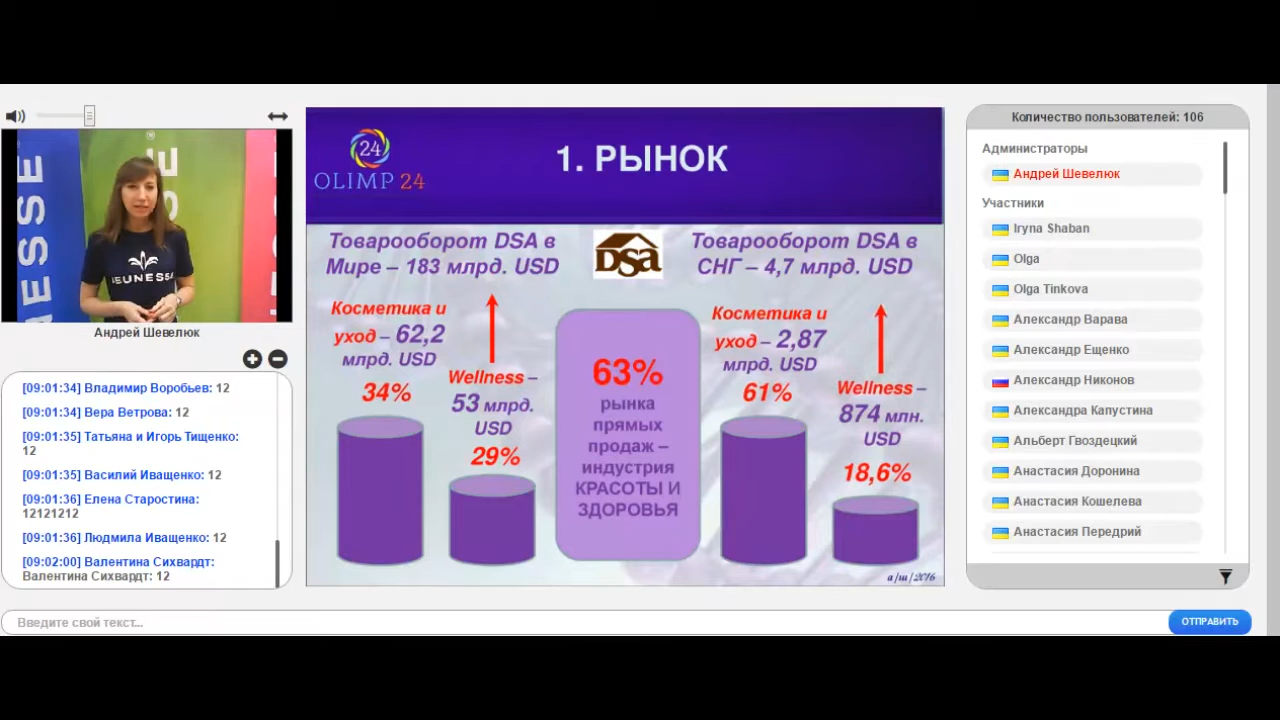 ESSE
SSE
ESSE
JEUNESSE
Андрей Шевелюк
[09:01:34] Владимир Воробьев: 12
[09:01:34] Вера Ветрова: 12
[09:01:35] Татьяна и Игорь Тищенко:
12
[09:01:35] Василий Иващенко: 12
[09:01:36] Елена Старостина:
12121212
[09:01:36] Людмила Иващенко: 12
[09:02:00] Валентина Сихвардт:
Валентина Сихвардт: 12
24
OLIMP 24
1. РЫНОК
Товарооборот DSA в
Мире – 183 млрд. USD
Dsa
Товарооборот DSA в
СНГ – 4,7 млрд. USD
Косметика и
уход – 62,2
млрд. USD
34%
Wellness –
53 млрд.
USD
29%
63%
рынка
прямых
продаж –
индустрия
КРАСОТЫ И
ЗДОРОВЬЯ
Косметика и
уход – 2,87
млрд. USD
61%
Wellness –
874 млн.
USD
18,6%
а/ш/2016
Количество пользователей: 106
Администраторы
Андрей Шевелюк
Участники
Iryna Shaban
Olga
Olga Tinkova
Александр Варава
Александр Ещенко
Александр Никонов
Александра Капустина
Альберт Гвоздецкий
Анастасия Доронина
Анастасия Кошелева
Анастасия Передрий
Введите свой текст...
ОТПРАВИТЬ